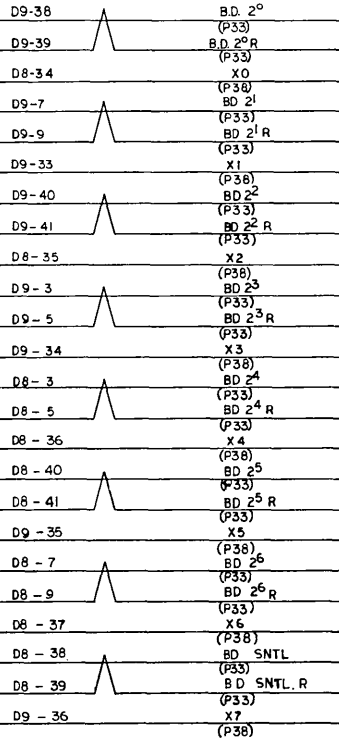 D9-38 B.D. 2⁰
(P33)
D9-39 B.D. 2⁰R
(P33)
D8-34 X0
(P38)
D9-7 BD 2¹
(P33)
D9-9 BD 2¹ R
(P33)
D9-33 X1
(P38)
D9-40 BD 2²
(P33)
D9-41 BD 2² R
(P33)
D8-35 X2
(P38)
D9-3 BD 2³
(P33)
D9-5 BD 2³ R
(P33)
D9-34 X3
(P38)
D8-3 BD 2⁴
(P33)
D8-5 BD 2⁴ R
(P33)
D8-36 X4
(P38)
D8-40 BD 2⁵
(P33)
D8-41 BD 2⁵ R
(P33)
D9-35 X5
(P38)
D8-7 BD 2⁶
(P33)
D8-9 BD 2⁶ R
(P33)
D8-37 X6
(P38)
D8-38 BD SNTL
(P33)
D8-39 BD SNTL. R
(P33)
D9-36 X7
(P38)